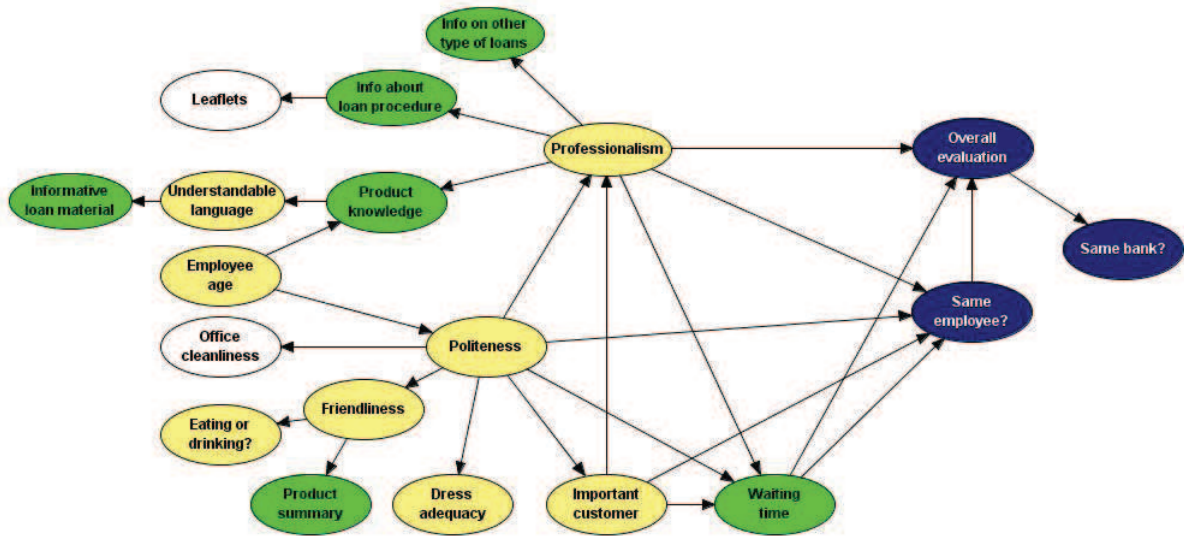 Info on other
type of loans
Leaflets
Info about
loan procedure
Professionalism
Overall
evaluation
Informative
loan material
Understandable
language
Product
knowledge
Same bank?
Employee
age
Same
employee?
Office
cleanliness
Politeness
Friendliness
Eating or
drinking?
Product
summary
Dress
adequacy
Important
customer
Waiting
time